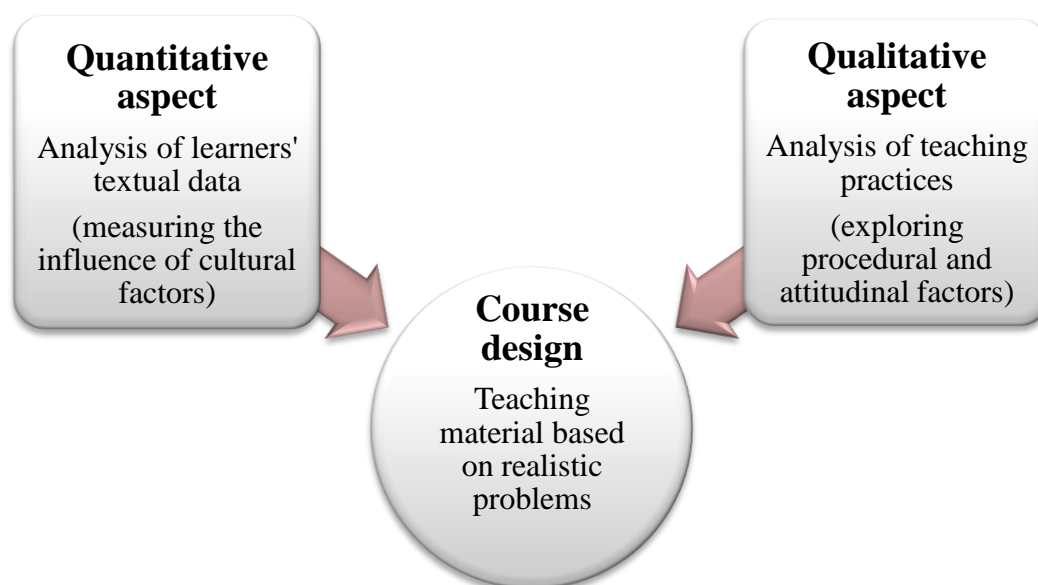 Quantitative
aspect
Analysis of learners'
textual data
(measuring the
influence of cultural
factors)
Qualitative
aspect
Analysis of teaching
practices
(exploring
procedural and
attitudinal factors)
Course
design
Teaching
material based
on realistic
problems